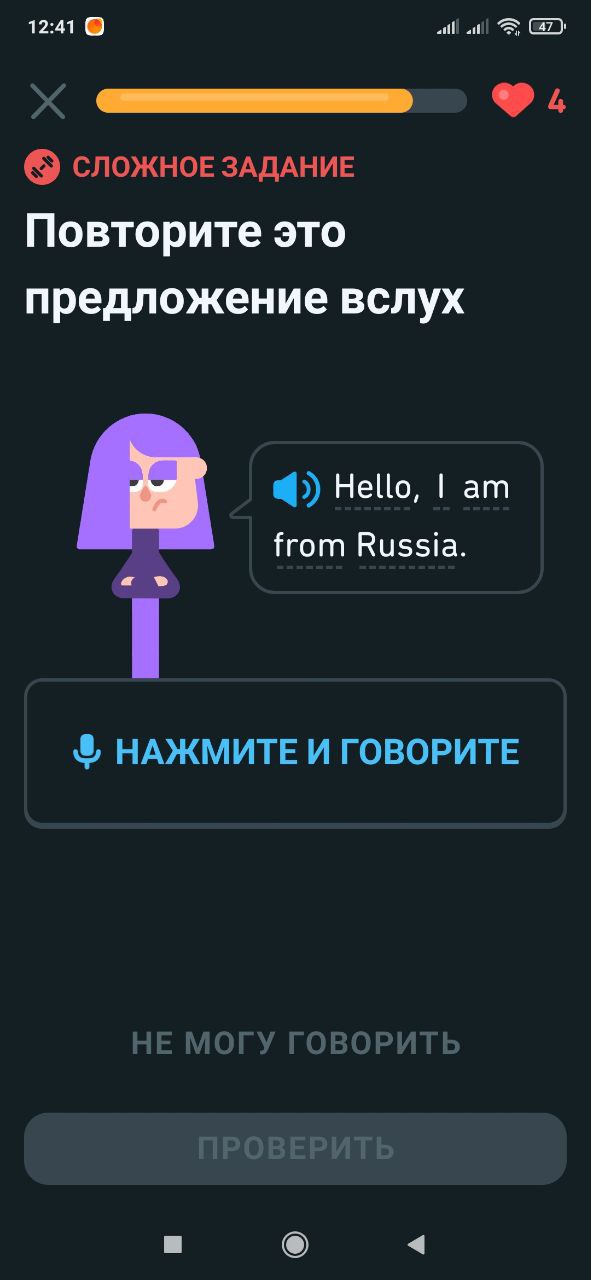 12:41 47
4
СЛОЖНОЕ ЗАДАНИЕ
Повторите это
предложение вслух
Hello, I am
from Russia.
НАЖМИТЕ И ГОВОРИТЕ
НЕ МОГУ ГОВОРИТЬ
ПРОВЕРИТЬ